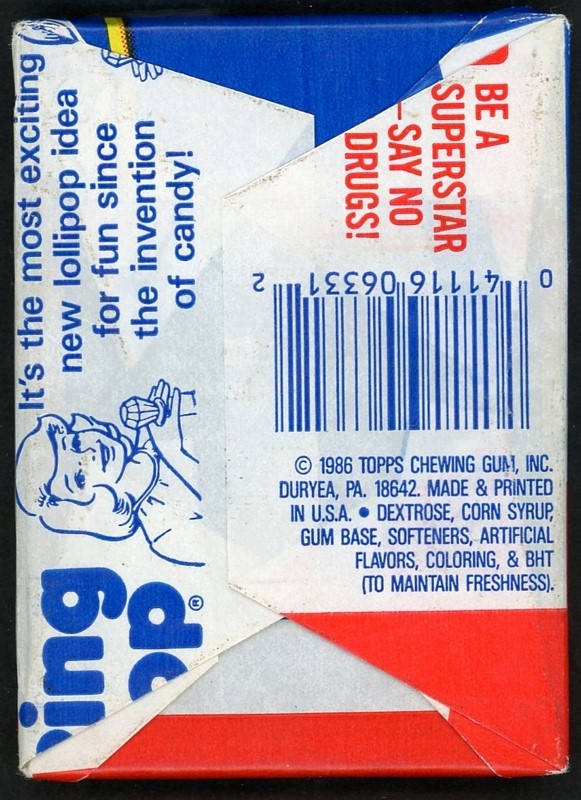 It's the most exciting
new lollipop idea
for fun since
the invention
of candy!
BE A
SUPERSTAR
—SAY NO
DRUGS!
0 41116 06331 2
© 1986 TOPPS CHEWING GUM, INC.
DURYEA, PA. 18642. MADE & PRINTED
IN U.S.A. • DEXTROSE, CORN SYRUP,
GUM BASE, SOFTENERS, ARTIFICIAL
FLAVORS, COLORING, & BHT
(TO MAINTAIN FRESHNESS).
ing
op®